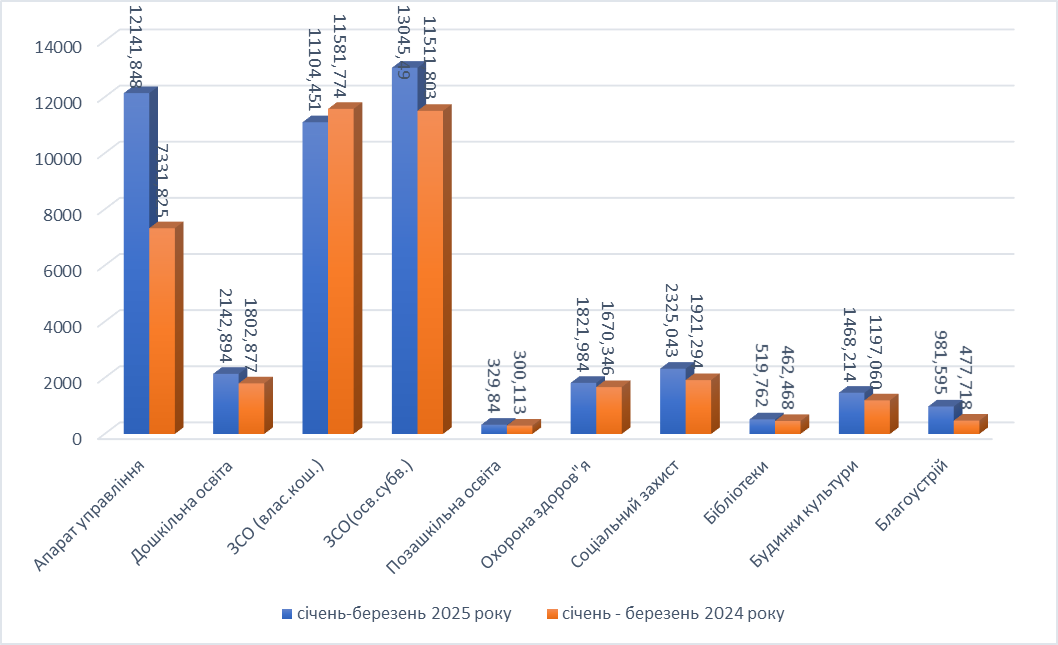 14000
12000
10000
8000
6000
4000
2000
0
12141,848
7331,825
2142,894
1802,877
11104,451
11581,774
13045,49
11511,803
329,84
300,113
1821,984
1670,346
2325,043
1921,294
519,762
462,468
1468,214
1197,060
981,595
477,718
Апарат управління
Дошкільна освіта
ЗСО (влас.кош.)
ЗСО(осв.субв.)
Позашкільна освіта
Охорона здоров"я
Соціальний захист
Бібліотеки
Будинки культури
Благоустрій
січень-березень 2025 року
січень - березень 2024 року